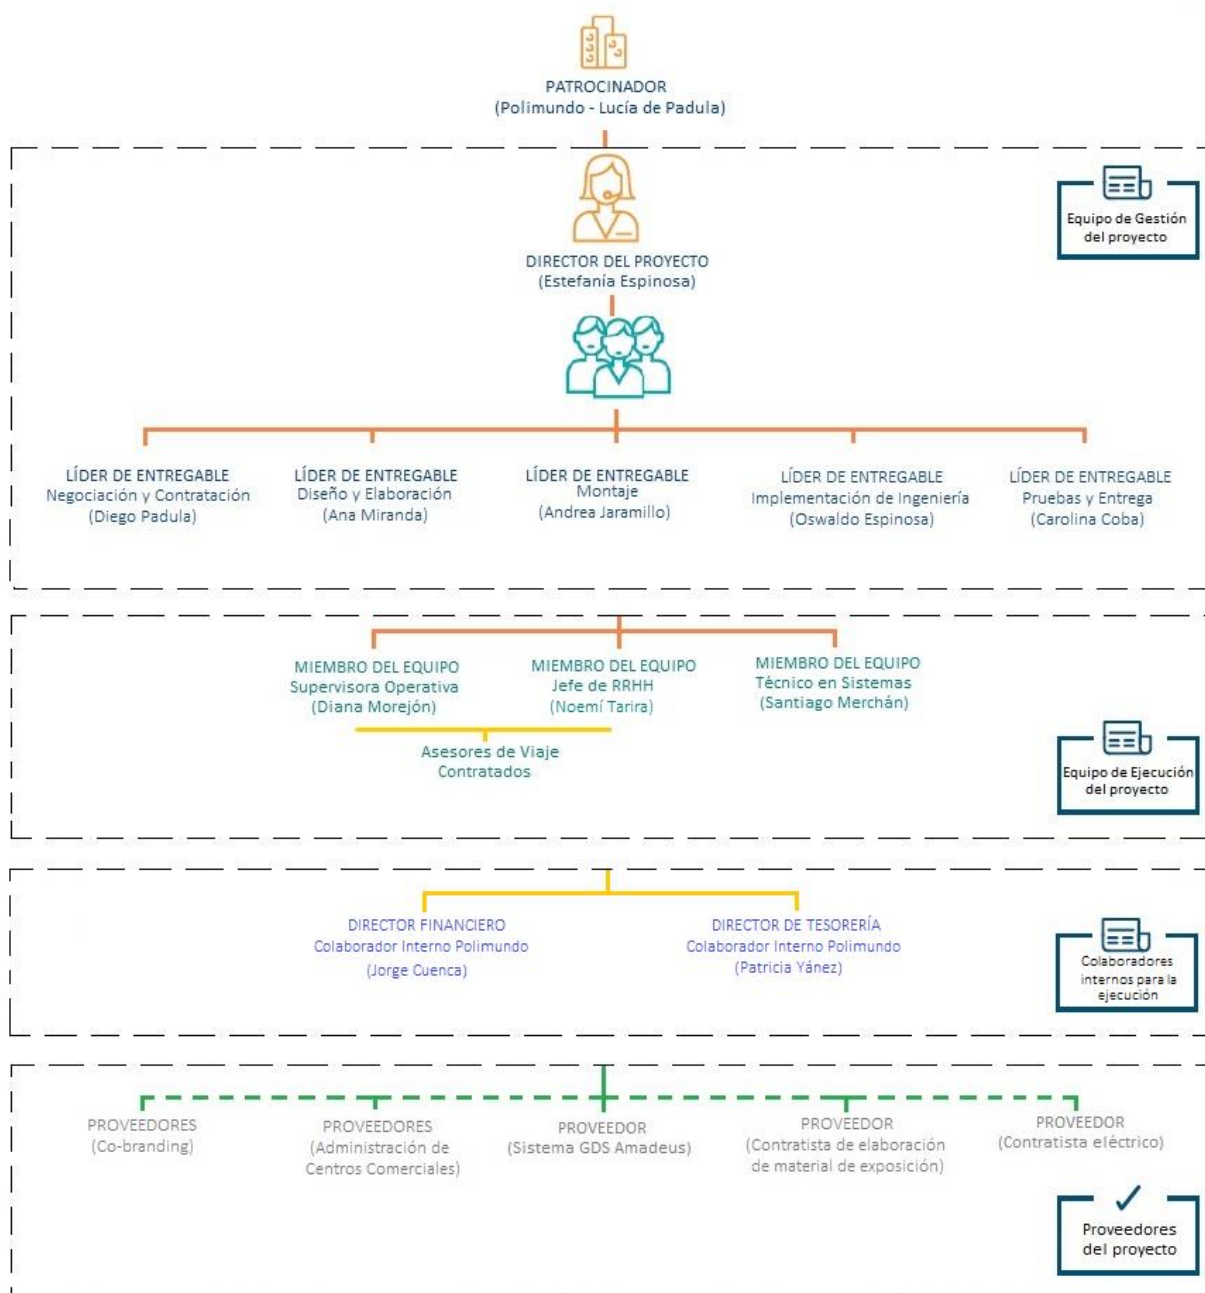 PATROCINADOR
(Polimundo - Lucía de Padula)
DIRECTOR DEL PROYECTO
(Estefanía Espinosa)
Equipo de Gestión
del proyecto
LÍDER DE ENTREGABLE
Negociación y Contratación
(Diego Padula)
LÍDER DE ENTREGABLE
Diseño y Elaboración
(Ana Miranda)
LÍDER DE ENTREGABLE
Montaje
(Andrea Jaramillo)
LÍDER DE ENTREGABLE
Implementación de Ingeniería
(Oswaldo Espinosa)
LÍDER DE ENTREGABLE
Pruebas y Entrega
(Carolina Coba)
MIEMBRO DEL EQUIPO
Supervisora Operativa
(Diana Morejón)
MIEMBRO DEL EQUIPO
Jefe de RRHH
(Noemí Tarira)
MIEMBRO DEL EQUIPO
Técnico en Sistemas
(Santiago Merchán)
Asesores de Viaje
Contratados
Equipo de Ejecución
del proyecto
DIRECTOR FINANCIERO
Colaborador Interno Polimundo
(Jorge Cuenca)
DIRECTOR DE TESORERÍA
Colaborador Interno Polimundo
(Patricia Yánez)
Colaboradores
internos para la
ejecución
PROVEEDORES
(Co-branding)
PROVEEDORES
(Administración de
Centros Comerciales)
PROVEEDOR
(Sistema GDS Amadeus)
PROVEEDOR
(Contratista de elaboración
de material de exposición)
PROVEEDOR
(Contratista eléctrico)
Proveedores
del proyecto